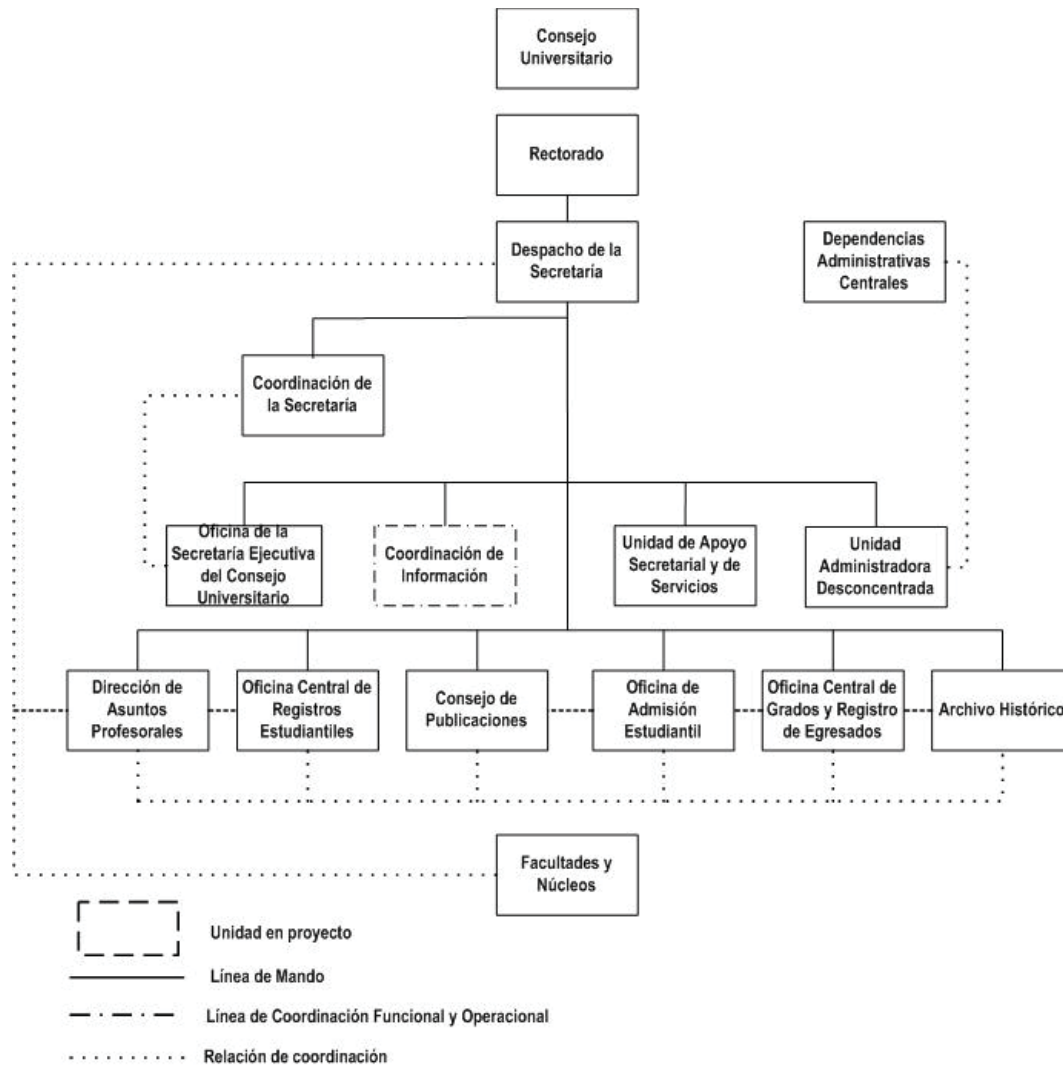 Consejo
Universitario
Rectorado
Despacho de la
Secretaría
Dependencias
Administrativas
Centrales
Coordinación de
la Secretaría
Oficina de la
Secretaría Ejecutiva
del Consejo
Universitario
Coordinación de
Información
Unidad de Apoyo
Secretarial y de
Servicios
Unidad
Administradora
Desconcentrada
Dirección de
Asuntos
Profesorales
Oficina Central de
Registros
Estudiantiles
Consejo de
Publicaciones
Oficina de
Admisión
Estudiantil
Oficina Central de
Grados y Registro
de Egresados
Archivo Histórico
Facultades y
Núcleos
Unidad en proyecto
Línea de Mando
Línea de Coordinación Funcional y Operacional
Relación de coordinación